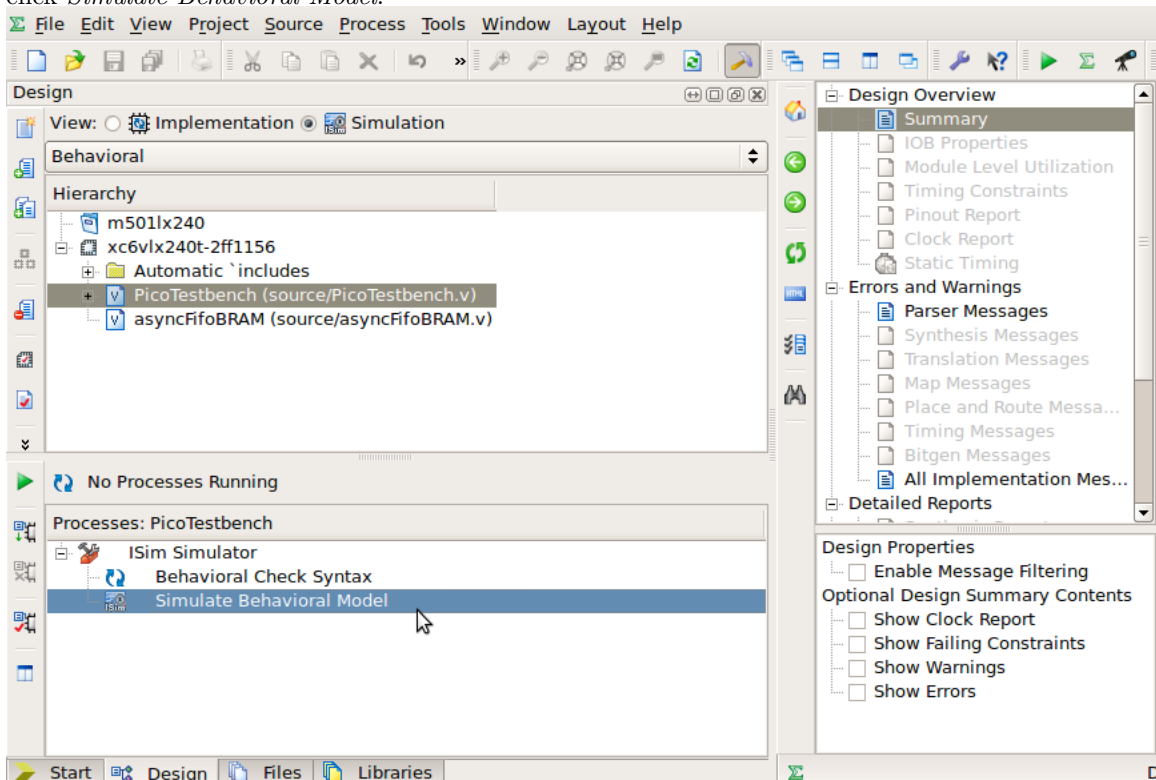 click Simulate Behavioral Model.
File Edit View Project Source Process Tools Window Layout Help
Design
View: Implementation Simulation
Behavioral
Hierarchy
m501lx240
xc6vlx240t-2ff1156
Automatic `includes
PicoTestbench (source/PicoTestbench.v)
asyncFifoBRAM (source/asyncFifoBRAM.v)
No Processes Running
Processes: PicoTestbench
ISim Simulator
Behavioral Check Syntax
Simulate Behavioral Model
Start Design Files Libraries
Design Overview
Summary
IOB Properties
Module Level Utilization
Timing Constraints
Pinout Report
Clock Report
Static Timing
Errors and Warnings
Parser Messages
Synthesis Messages
Translation Messages
Map Messages
Place and Route Messa...
Timing Messages
Bitgen Messages
All Implementation Mes...
Detailed Reports
Design Properties
Enable Message Filtering
Optional Design Summary Contents
Show Clock Report
Show Failing Constraints
Show Warnings
Show Errors